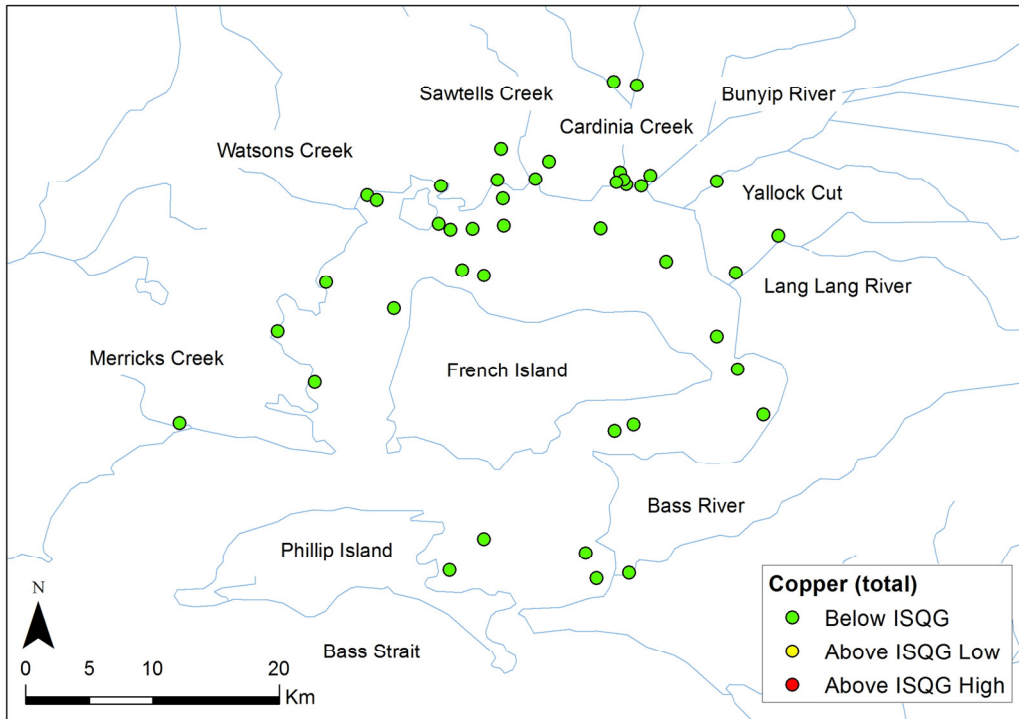 Sawtells Creek
Bunyip River
Cardinia Creek
Watsons Creek
Yallock Cut
Lang Lang River
Merricks Creek
French Island
Bass River
Phillip Island
Bass Strait
N
0 5 10 20
Km
Copper (total)
Below ISQG
Above ISQG Low
Above ISQG High